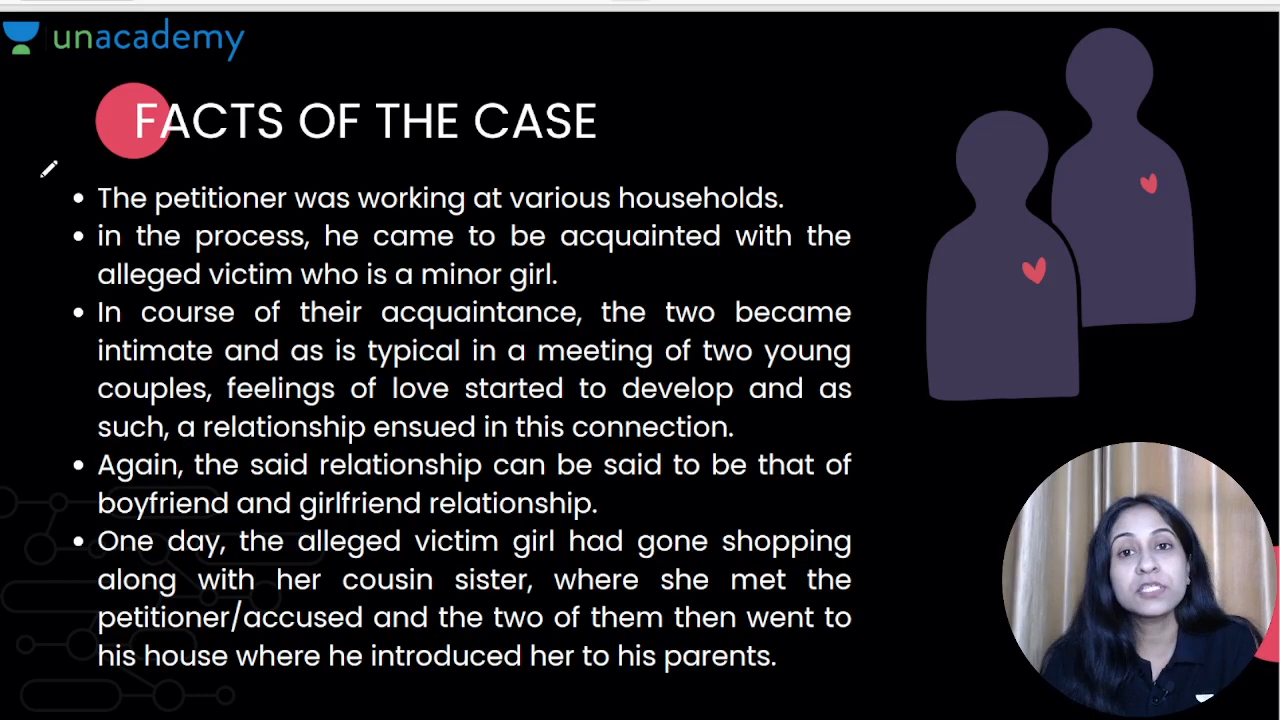 unacademy
FACTS OF THE CASE
• The petitioner was working at various households.
• in the process, he came to be acquainted with the
alleged victim who is a minor girl.
• In course of their acquaintance, the two became
intimate and as is typical in a meeting of two young
couples, feelings of love started to develop and as
such, a relationship ensued in this connection.
• Again, the said relationship can be said to be that of
boyfriend and girlfriend relationship.
• One day, the alleged victim girl had gone shopping
along with her cousin sister, where she met the
petitioner/accused and the two of them then went to
his house where he introduced her to his parents.